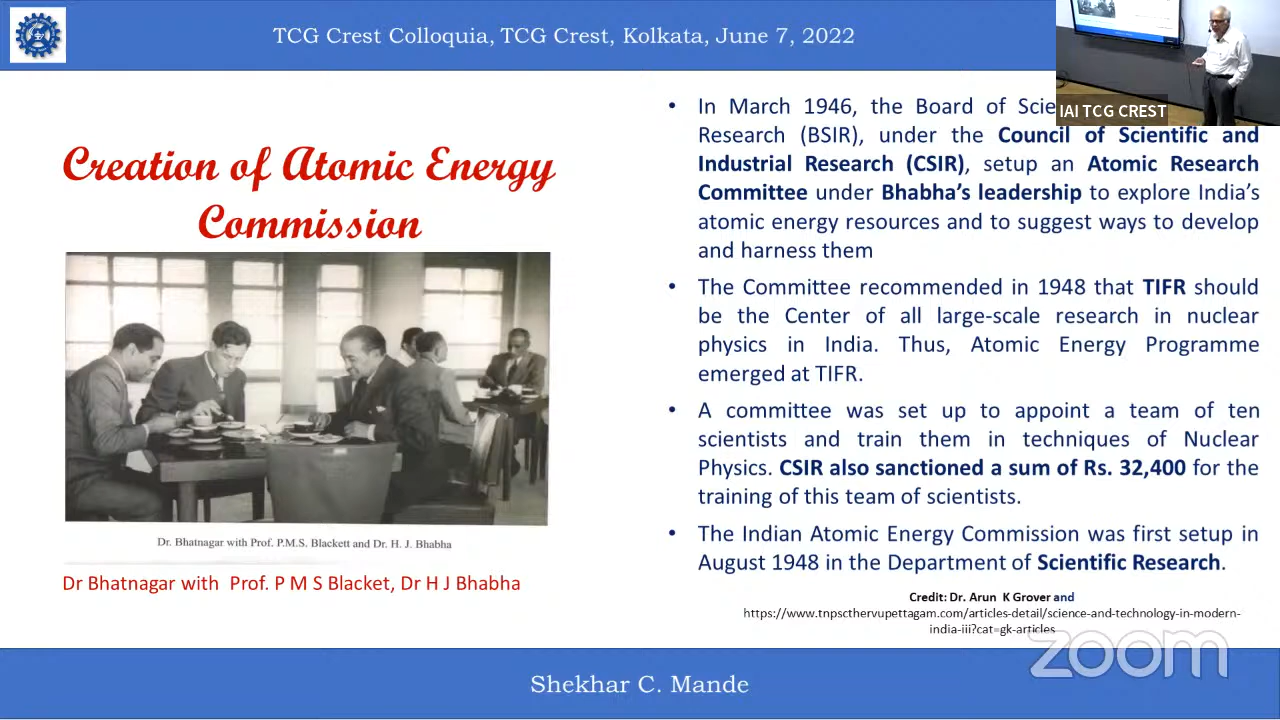 TCG Crest Colloquia, TCG Crest, Kolkata, June 7, 2022
IAI TCG CREST
Creation of Atomic Energy
Commission
Dr. Bhatnagar with Prof. P.M.S. Blackett and Dr. H. J. Bhabha
Dr Bhatnagar with Prof. P M S Blacket, Dr H J Bhabha
• In March 1946, the Board of
Research (BSIR), under the Council of Scientific and
Industrial Research (CSIR), setup an Atomic Research
Committee under Bhabha's leadership to explore India's
atomic energy resources and to suggest ways to develop
and harness them
• The Committee recommended in 1948 that TIFR should
be the Center of all large-scale research in nuclear
physics in India. Thus, Atomic Energy Programme
emerged at TIFR.
• A committee was set up to appoint a team of ten
scientists and train them in techniques of Nuclear
Physics. CSIR also sanctioned a sum of Rs. 32,400 for the
training of this team of scientists.
• The Indian Atomic Energy Commission was first setup in
August 1948 in the Department of Scientific Research.
Credit: Dr. Arun K Grover and
https://www.tnpscthervupettagam.com/articles-detail/science-and-technology-in-modern-
india-iii?cat=gk-articles
zoom
Shekhar C. Mande